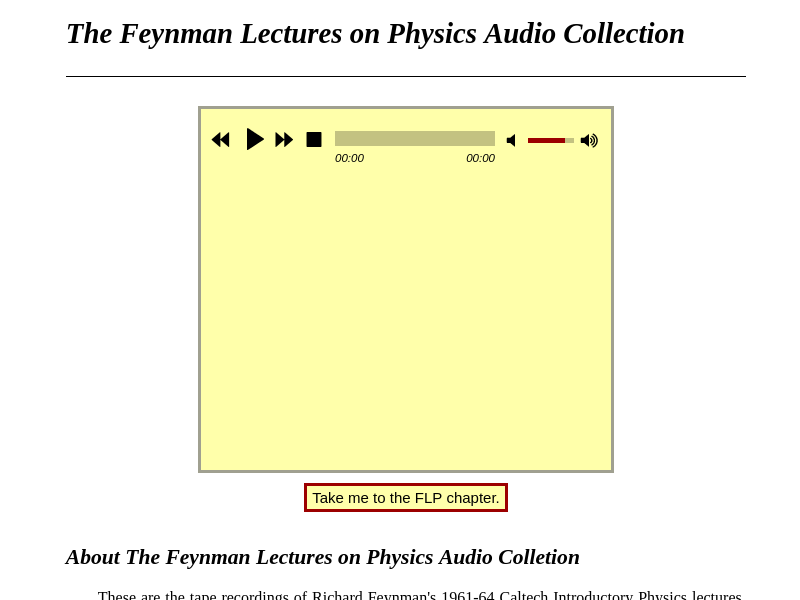 The Feynman Lectures on Physics Audio Collection
00:00 00:00
Take me to the FLP chapter.
About The Feynman Lectures on Physics Audio Colletion
These are the tape recordings of Richard Feynman's 1961-64 Caltech Introductory Physics lectures,